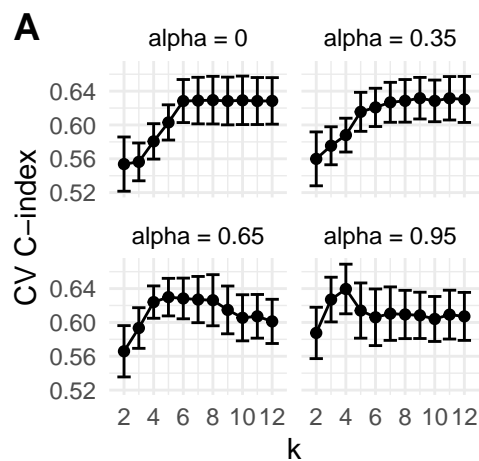 A
alpha = 0
alpha = 0.35
0.64
0.60
0.56
0.52
alpha = 0.65
alpha = 0.95
0.64
0.60
0.56
0.52
CV C−index
2 4 6 8 10 12
2 4 6 8 10 12
k